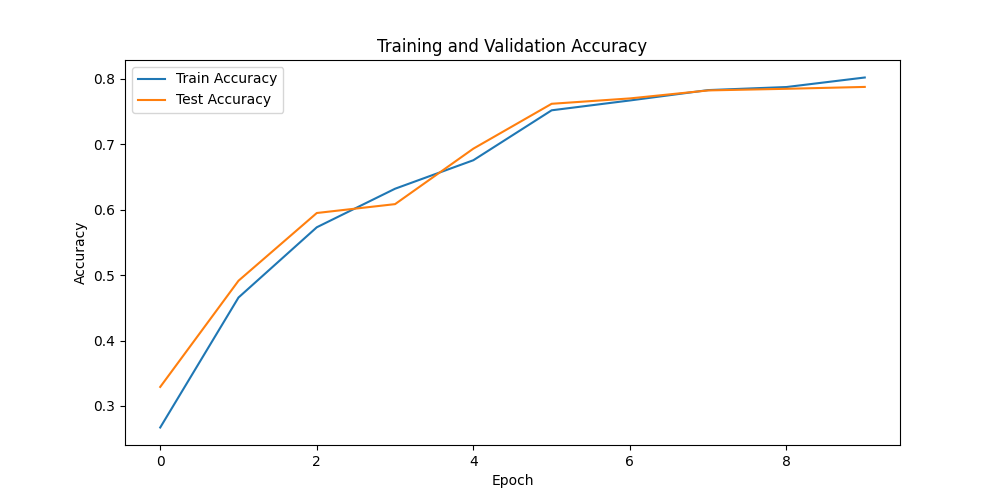 Training and Validation Accuracy
Train Accuracy
Test Accuracy
Accuracy
0.8
0.7
0.6
0.5
0.4
0.3
0 2 4 6 8
Epoch